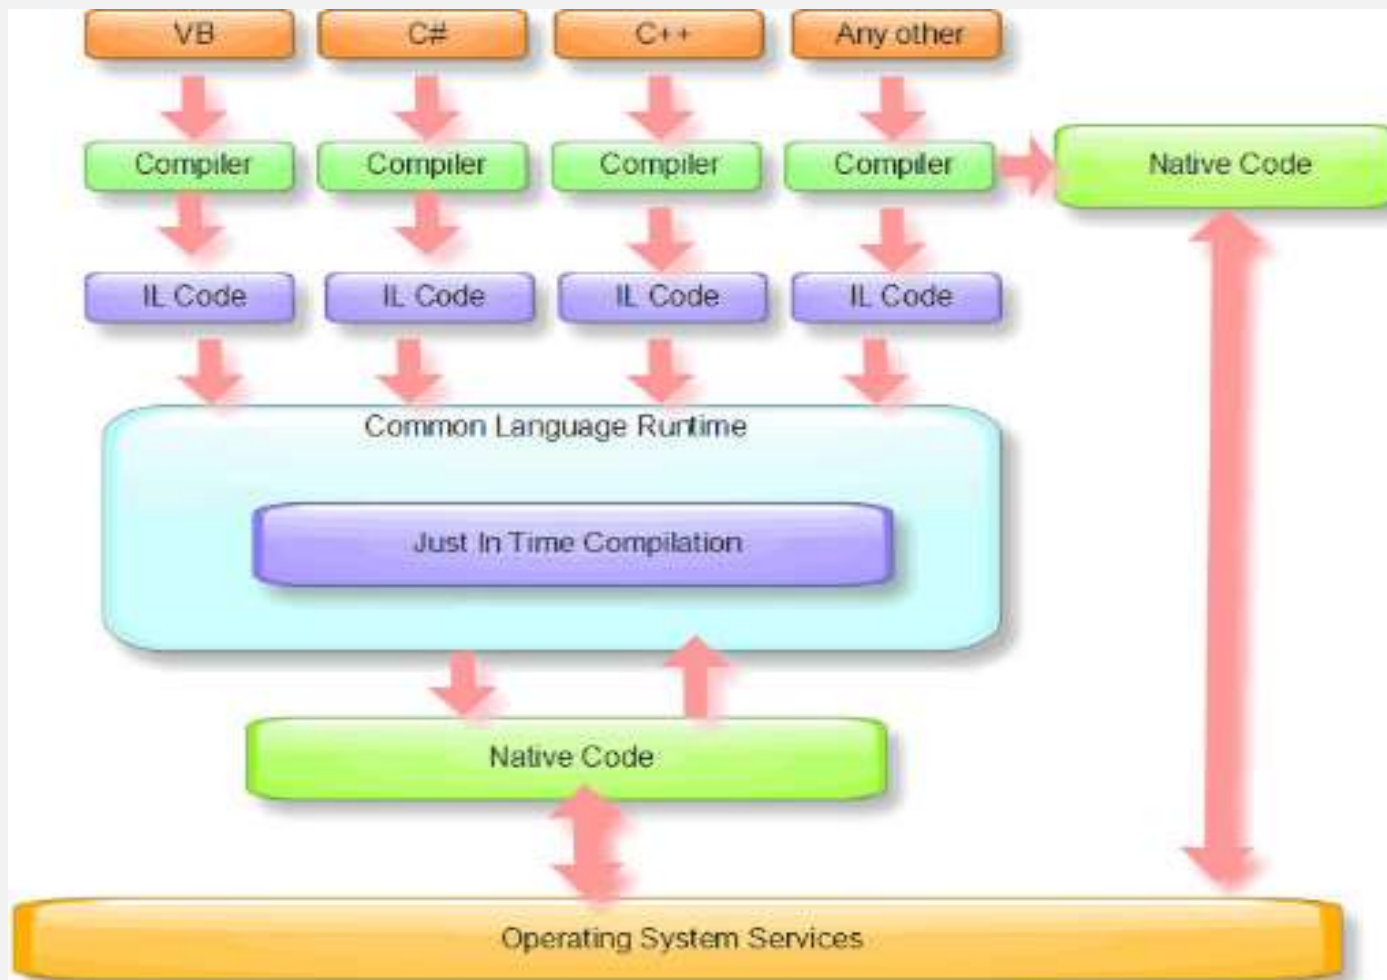 VB
C#
C++
Any other
Compiler
Compiler
Compiler
Compiler
Native Code
IL Code
IL Code
IL Code
IL Code
Common Language Runtime
Just In Time Compilation
Native Code
Operating System Services